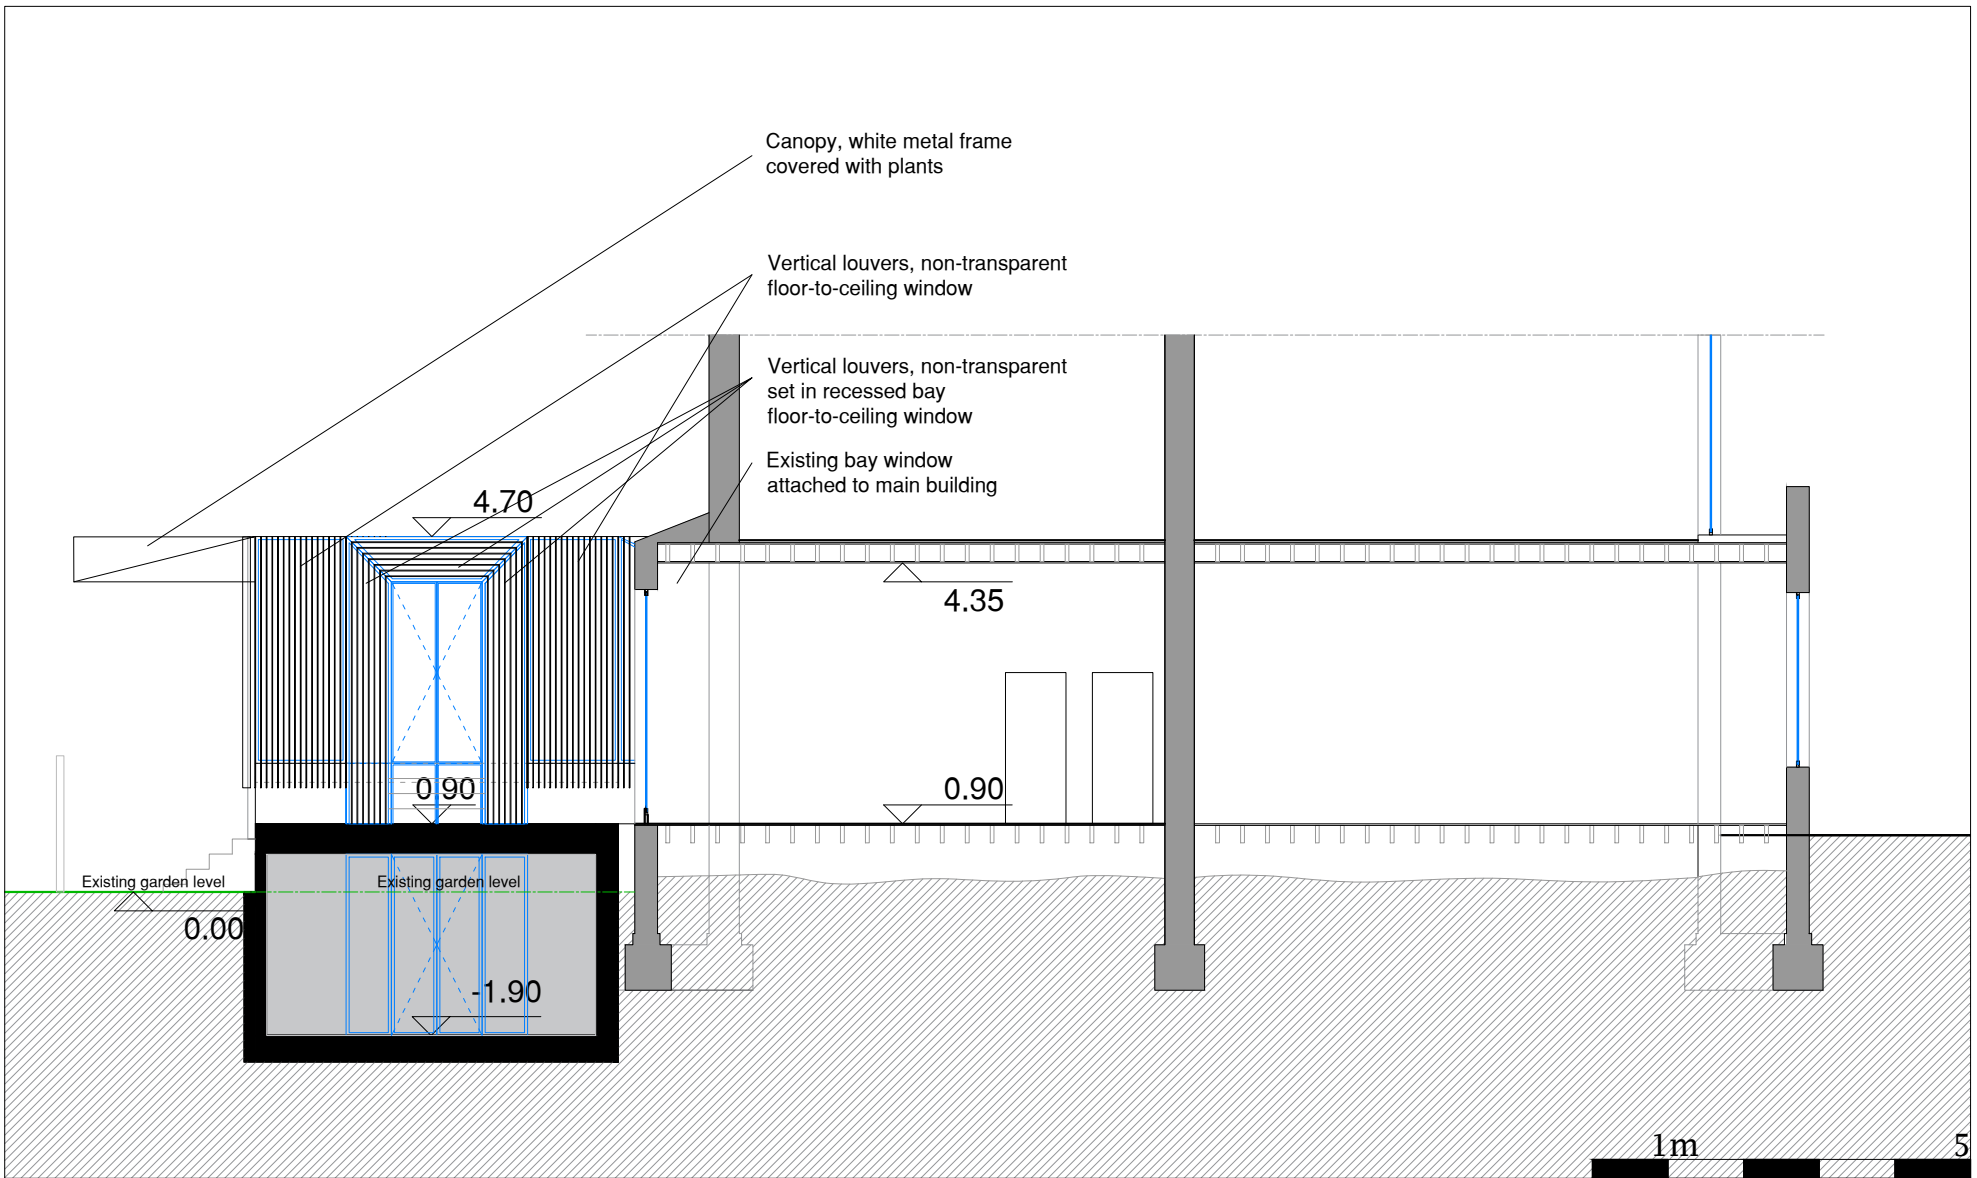 Canopy, white metal frame
covered with plants
Vertical louvers, non-transparent
floor-to-ceiling window
Vertical louvers, non-transparent
set in recessed bay
floor-to-ceiling window
Existing bay window
attached to main building
4.70
4.35
0.90
0.90
Existing garden level
Existing garden level
0.00
-1.90
1m
5